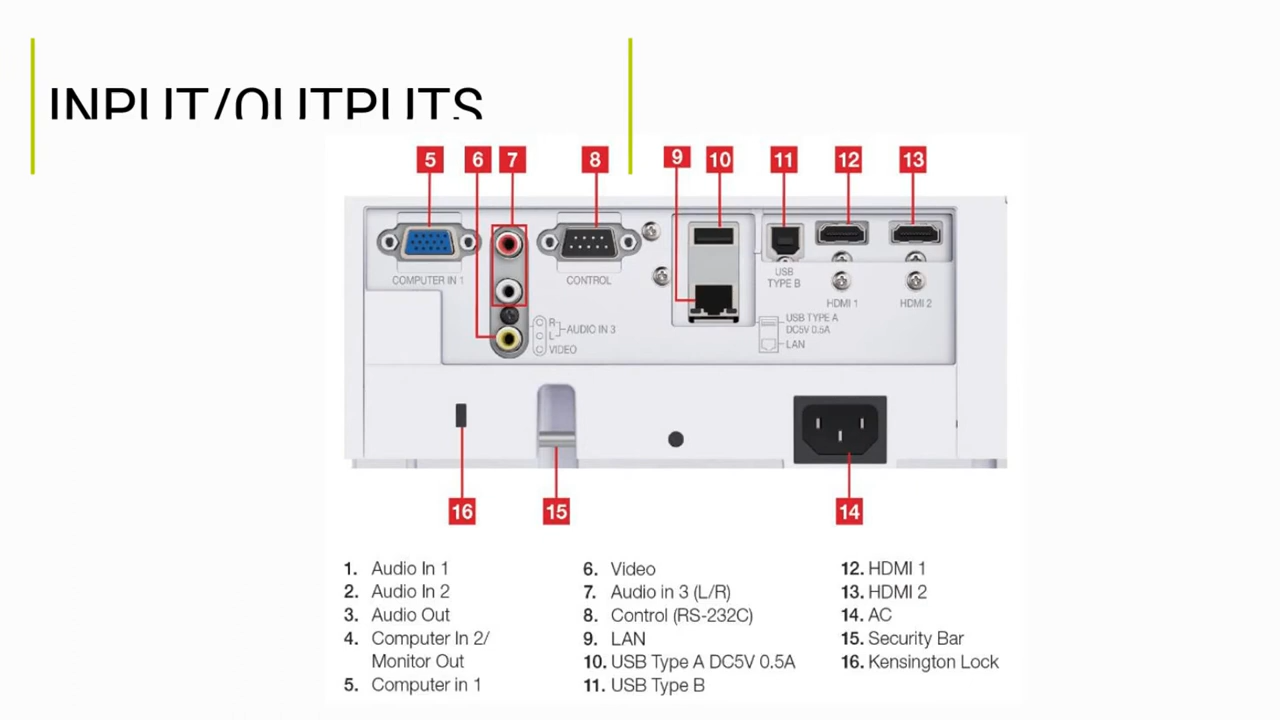 INPUT/OUTPUTS
5 6 7 8 9 10 11 12 13
COMPUTER IN 1
CONTROL
USB
TYPE B
HDMI 1
HDMI 2
R
L
AUDIO IN 3
VIDEO
USB TYPE A
DC5V 0.5A
LAN
16 15 14
1. Audio In 1
2. Audio In 2
3. Audio Out
4. Computer In 2/
Monitor Out
5. Computer in 1
6. Video
7. Audio in 3 (L/R)
8. Control (RS-232C)
9. LAN
10. USB Type A DC5V 0.5A
11. USB Type B
12. HDMI 1
13. HDMI 2
14. AC
15. Security Bar
16. Kensington Lock